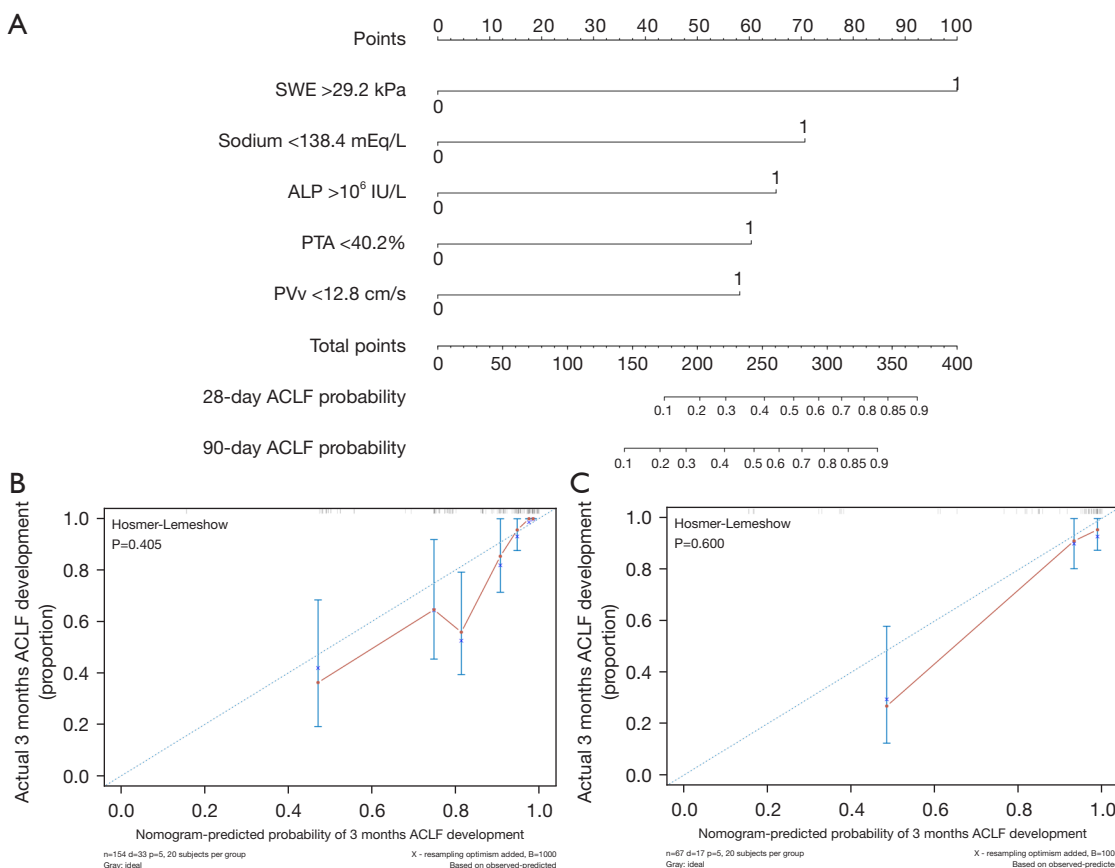 A
Points
0 10 20 30 40 50 60 70 80 90 100
SWE >29.2 kPa
0 1
Sodium <138.4 mEq/L
0 1
ALP >10⁶ IU/L
0 1
PTA <40.2%
0 1
PVv <12.8 cm/s
0 1
Total points
0 50 100 150 200 250 300 350 400
28-day ACLF probability
0.1 0.2 0.3 0.4 0.5 0.6 0.7 0.8 0.85 0.9
90-day ACLF probability
0.1 0.2 0.3 0.4 0.5 0.6 0.7 0.8 0.85 0.9
B
Actual 3 months ACLF development
(proportion)
Hosmer-Lemeshow
P=0.405
1.0
0.8
0.6
0.4
0.2
0.0
0.0 0.2 0.4 0.6 0.8 1.0
Nomogram-predicted probability of 3 months ACLF development
n=154 d=33 p=5, 20 subjects per group
Gray: ideal
X - resampling optimism added, B=1000
Based on observed-predicted
C
Actual 3 months ACLF development
(proportion)
Hosmer-Lemeshow
P=0.600
1.0
0.8
0.6
0.4
0.2
0.0
0.0 0.2 0.4 0.6 0.8 1.0
Nomogram-predicted probability of 3 months ACLF development
n=67 d=17 p=5, 20 subjects per group
Gray: ideal
X - resampling optimism added, B=100
Based on observed-predicted